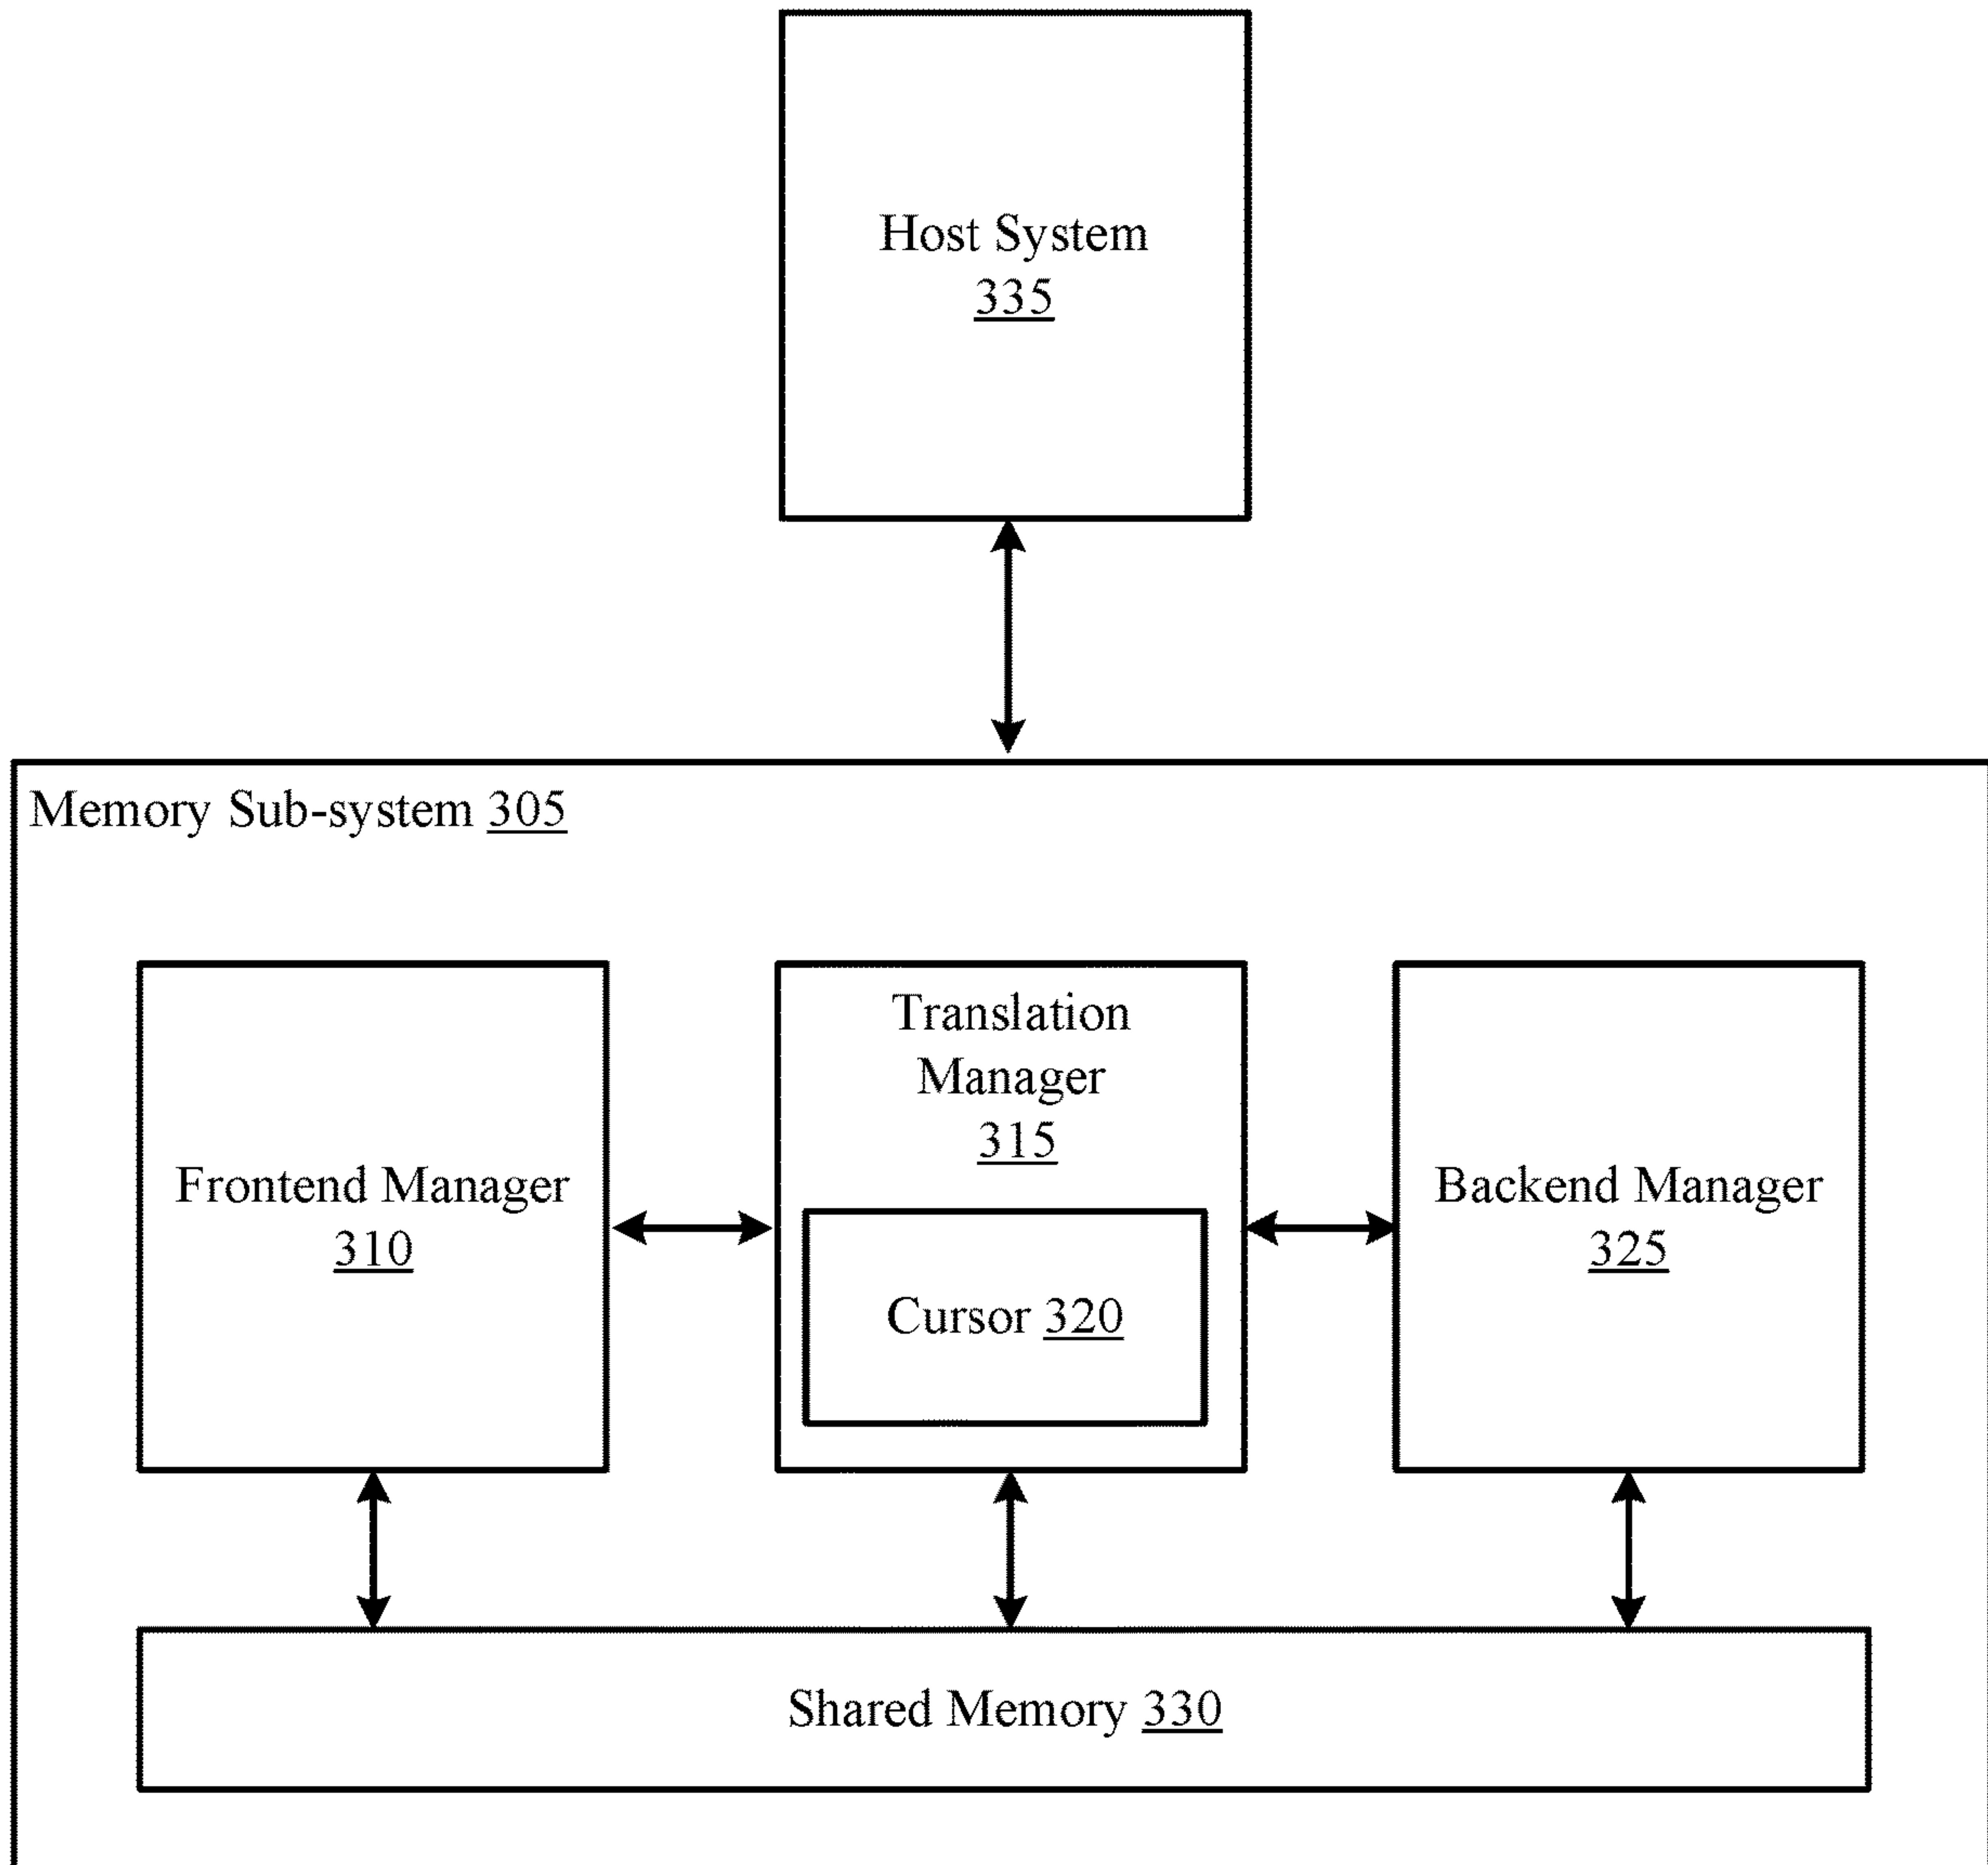 Host System
335
Memory Sub-system 305
Frontend Manager
310
Translation
Manager
315
Cursor 320
Backend Manager
325
Shared Memory 330